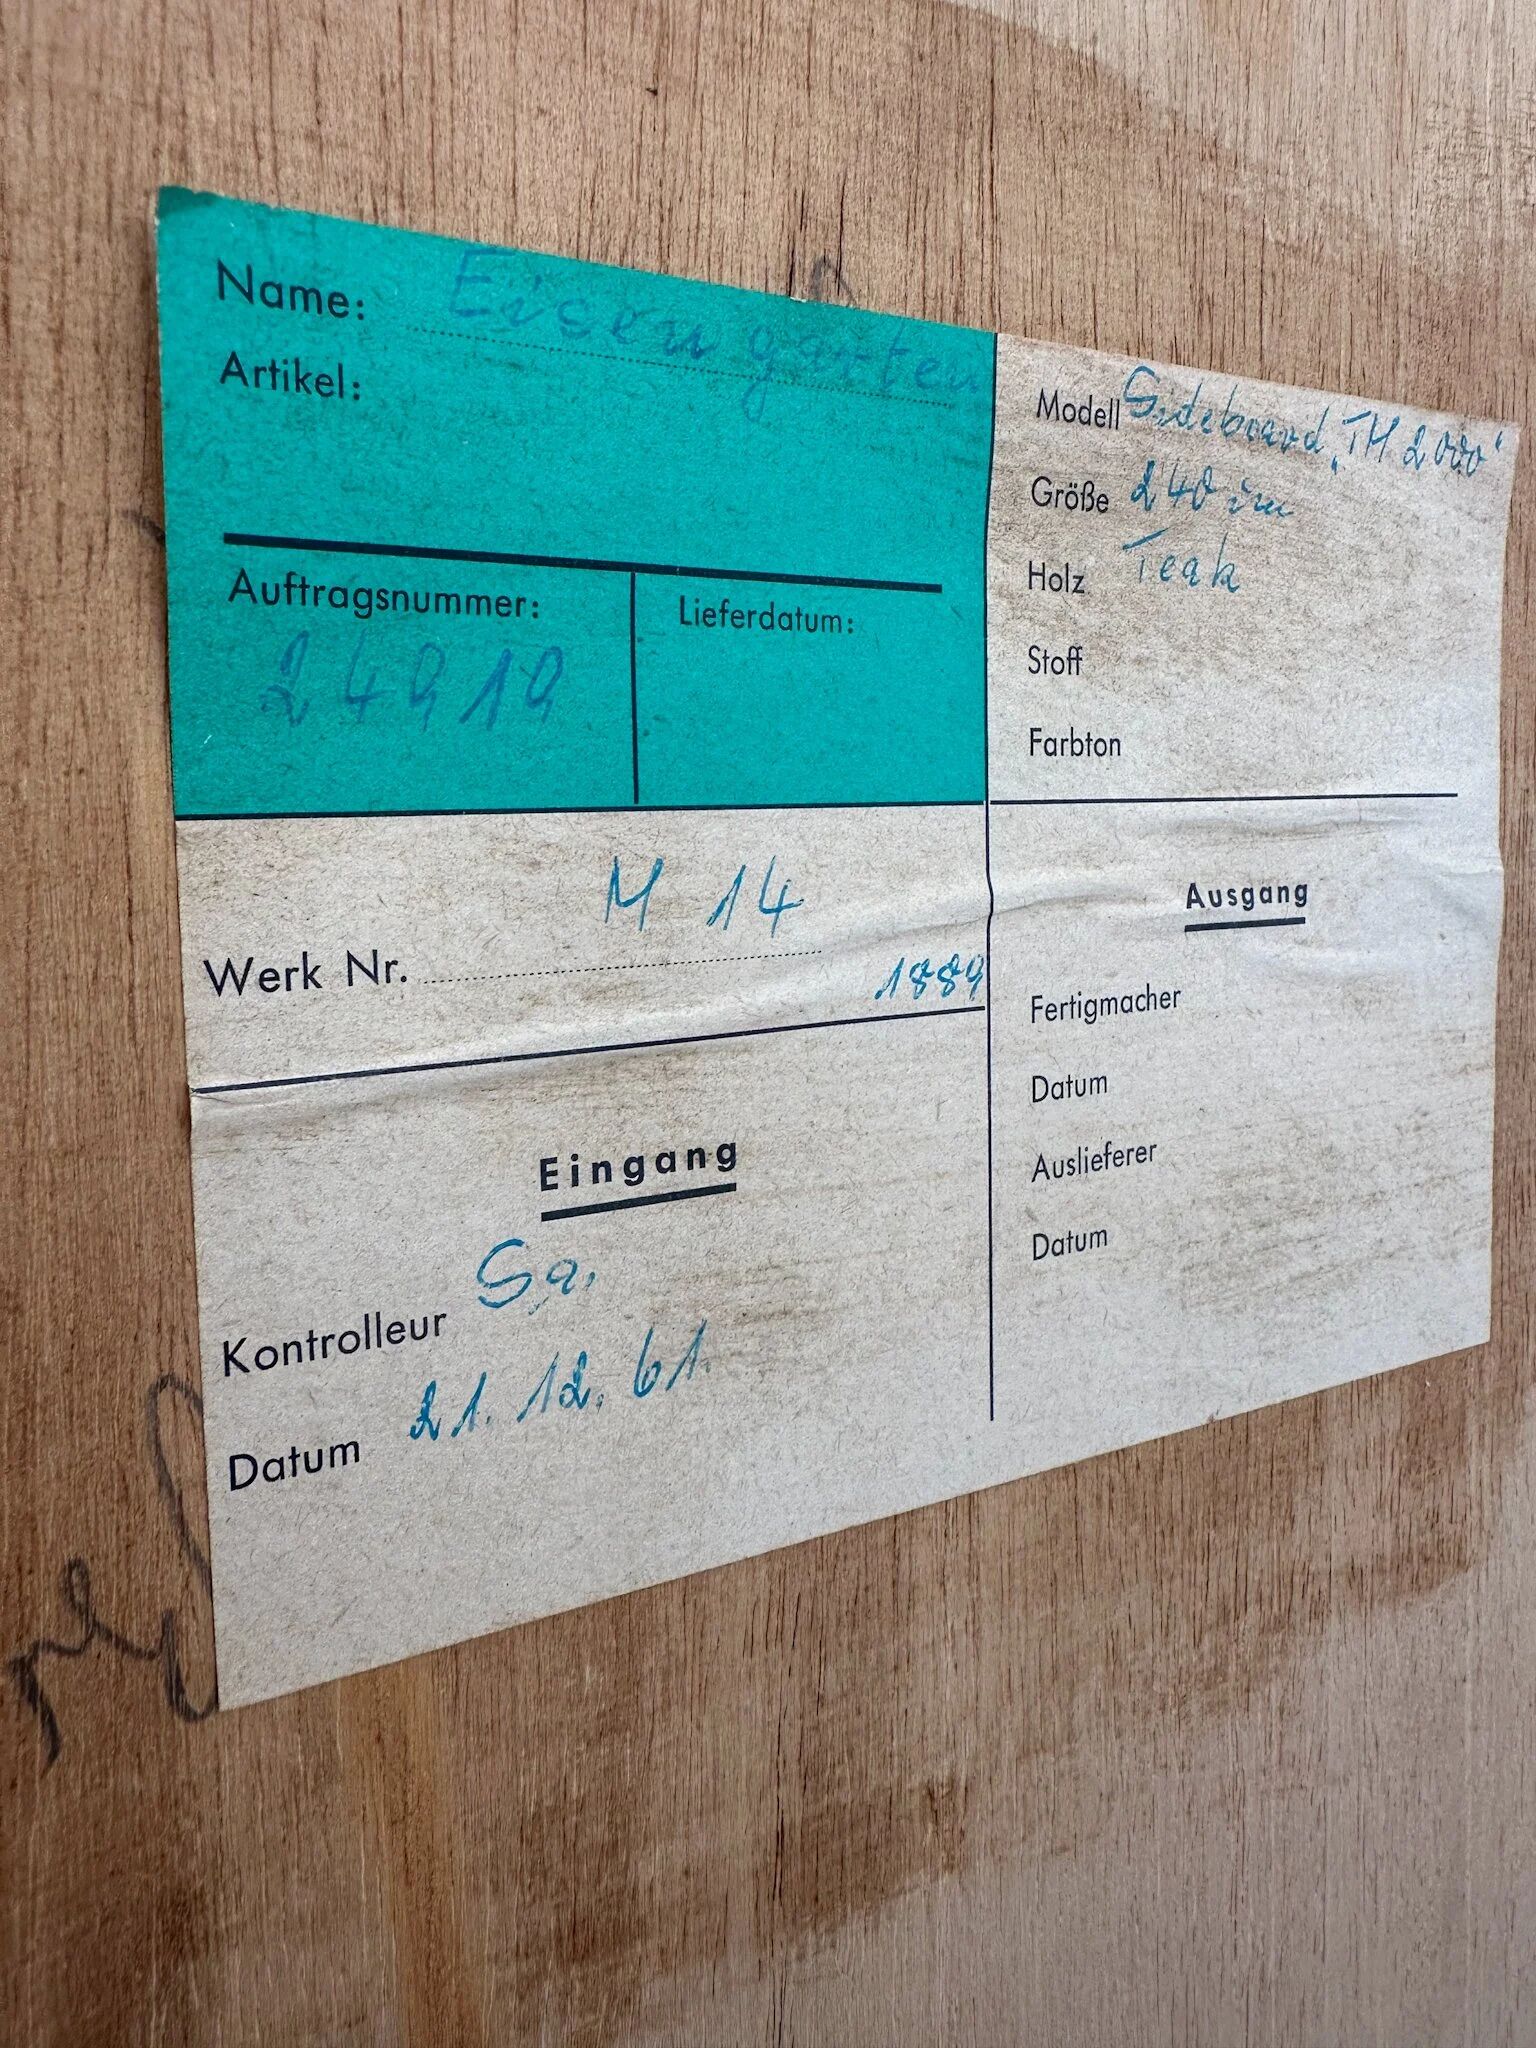 Name: Eisengarten
Artikel:
Auftragsnummer:
24919
Lieferdatum:
Modell Sideboard „TH 2000“
Größe 240 cm
Holz Teak
Stoff
Farbton
M 14
Werk Nr.
1889
Eingang
Kontrolleur Sa.
Datum 21. 12. 61.
Ausgang
Fertigmacher
Datum
Auslieferer
Datum